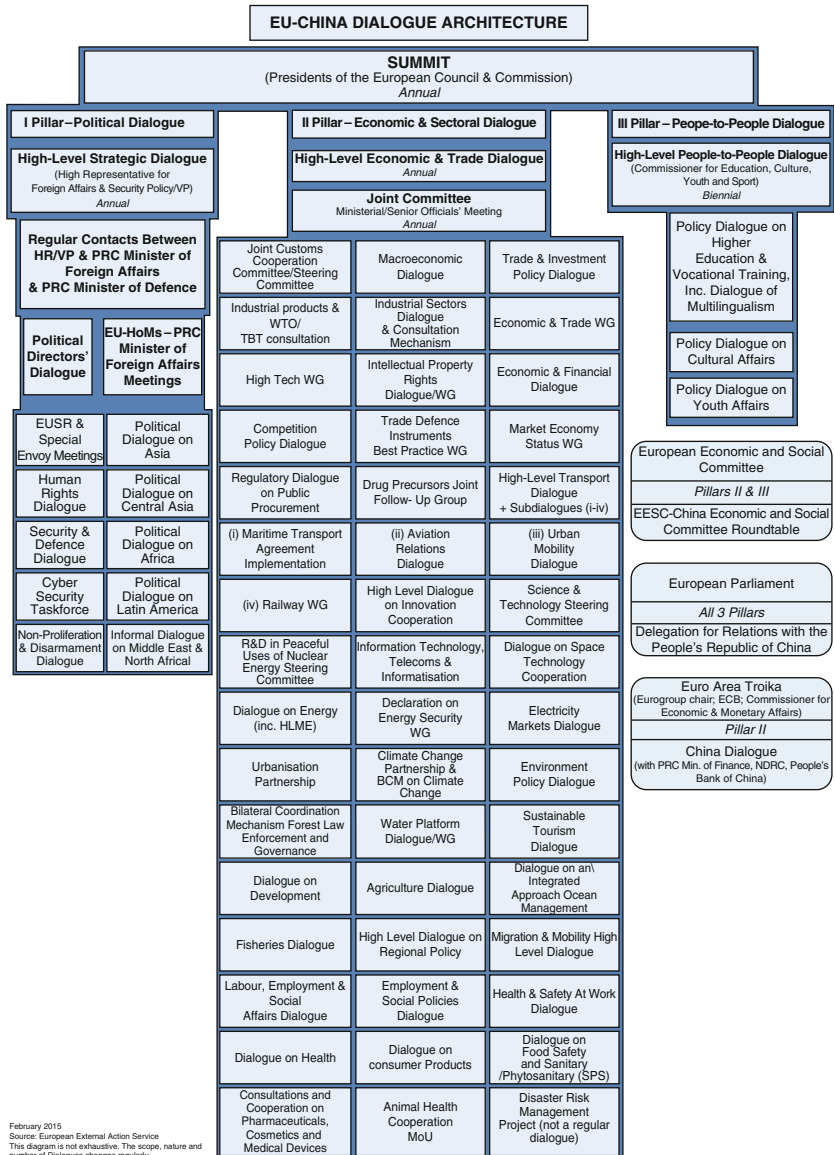 EU-CHINA DIALOGUE ARCHITECTURE
SUMMIT
(Presidents of the European Council & Commission)
Annual
I Pillar–Political Dialogue
High-Level Strategic Dialogue
(High Representative for
Foreign Affairs & Security Policy/VP)
Annual
Regular Contacts Between
HR/VP & PRC Minister of
Foreign Affairs
& PRC Minister of Defence
Political
Directors'
Dialogue
EU-HoMs–PRC
Minister of
Foreign Affairs
Meetings
EUSR &
Special
Envoy Meetings
Political
Dialogue on
Asia
Human
Rights
Dialogue
Political
Dialogue on
Central Asia
Security &
Defence
Dialogue
Political
Dialogue on
Africa
Cyber
Security
Taskforce
Political
Dialogue on
Latin America
Non-Proliferation
& Disarmament
Dialogue
Informal Dialogue
on Middle East &
North Africal
II Pillar–Economic & Sectoral Dialogue
High-Level Economic & Trade Dialogue
Annual
Joint Committee
Ministerial/Senior Officials' Meeting
Annual
Joint Customs
Cooperation
Committee/Steering
Committee
Macroeconomic
Dialogue
Trade & Investment
Policy Dialogue
Industrial products &
WTO/
TBT consultation
Industrial Sectors
Dialogue
& Consultation
Mechanism
Economic & Trade WG
High Tech WG
Intellectual Property
Rights
Dialogue/WG
Economic & Financial
Dialogue
Competition
Policy Dialogue
Trade Defence
Instruments
Best Practice WG
Market Economy
Status WG
Regulatory Dialogue
on Public
Procurement
Drug Precursors Joint
Follow- Up Group
High-Level Transport
Dialogue
+ Subdialogues (i-iv)
(i) Maritime Transport
Agreement
Implementation
(ii) Aviation
Relations
Dialogue
(iii) Urban
Mobility
Dialogue
(iv) Railway WG
High Level Dialogue
on Innovation
Cooperation
Science &
Technology Steering
Committee
R&D in Peaceful
Uses of Nuclear
Energy Steering
Committee
Information Technology,
Telecoms &
Informatisation
Dialogue on Space
Technology
Cooperation
Dialogue on Energy
(inc. HLME)
Declaration on
Energy Security
WG
Electricity
Markets Dialogue
Urbanisation
Partnership
Climate Change
Partnership &
BCM on Climate
Change
Environment
Policy Dialogue
Bilateral Coordination
Mechanism Forest Law
Enforcement and
Governance
Water Platform
Dialogue/WG
Sustainable
Tourism
Dialogue
Dialogue on
Development
Agriculture Dialogue
Dialogue on an\
Integrated
Approach Ocean
Management
Fisheries Dialogue
High Level Dialogue on
Regional Policy
Migration & Mobility High
Level Dialogue
Labour, Employment &
Social
Affairs Dialogue
Employment &
Social Policies
Dialogue
Health & Safety At Work
Dialogue
Dialogue on Health
Dialogue on
consumer Products
Dialogue on
Food Safety
and Sanitary
/Phytosanitary (SPS)
Consultations and
Cooperation on
Pharmaceuticals,
Cosmetics and
Medical Devices
Animal Health
Cooperation
MoU
Disaster Risk
Management
Project (not a regular
dialogue)
III Pillar–Peope-to-People Dialogue
High-Level People-to-People Dialogue
(Commissioner for Education, Culture,
Youth and Sport)
Biennial
Policy Dialogue on
Higher
Education &
Vocational Training,
Inc. Dialogue of
Multilingualism
Policy Dialogue on
Cultural Affairs
Policy Dialogue on
Youth Affairs
European Economic and Social
Committee
Pillars II & III
EESC-China Economic and Social
Committee Roundtable
European Parliament
All 3 Pillars
Delegation for Relations with the
People's Republic of China
Euro Area Troika
(Eurogroup chair; ECB; Commissioner for
Economic & Monetary Affairs)
Pillar II
China Dialogue
(with PRC Min. of Finance, NDRC, People's
Bank of China)
February 2015
Source: European External Action Service
This diagram is not exhaustive. The scope, nature and
number of Dialogues changes regularly